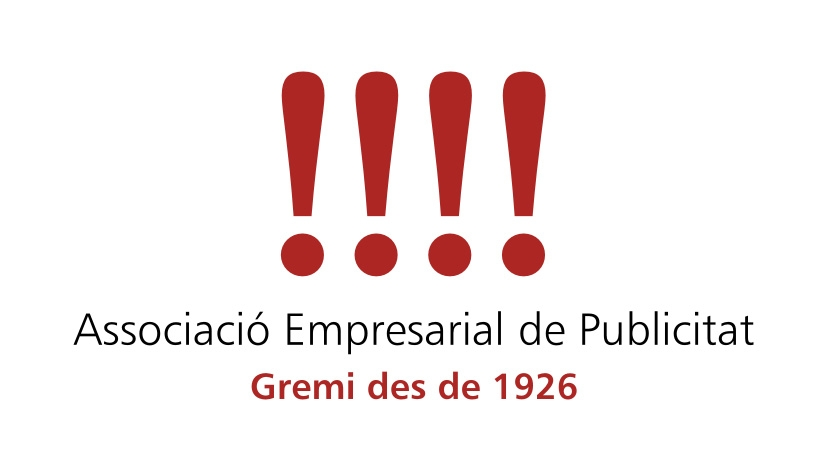 !!!!
Associació Empresarial de Publicitat
Gremi des de 1926